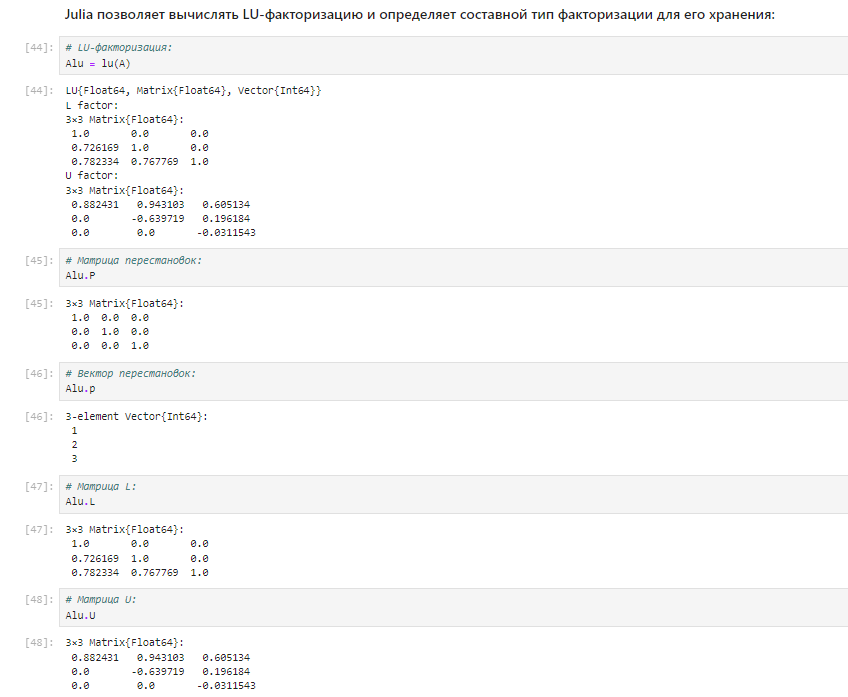 Julia позволяет вычислять LU-факторизацию и определяет составной тип факторизации для его хранения:
[44]: # LU-факторизация:
Alu = lu(A)
[44]: LU{Float64, Matrix{Float64}, Vector{Int64}}
L factor:
3×3 Matrix{Float64}:
1.0 0.0 0.0
0.726169 1.0 0.0
0.782334 0.767769 1.0
U factor:
3×3 Matrix{Float64}:
0.882431 0.943103 0.605134
0.0 -0.639719 0.196184
0.0 0.0 -0.0311543
[45]: # Матрица перестановок:
Alu.P
[45]: 3×3 Matrix{Float64}:
1.0 0.0 0.0
0.0 1.0 0.0
0.0 0.0 1.0
[46]: # Вектор перестановок:
Alu.p
[46]: 3-element Vector{Int64}:
1
2
3
[47]: # Матрица L:
Alu.L
[47]: 3×3 Matrix{Float64}:
1.0 0.0 0.0
0.726169 1.0 0.0
0.782334 0.767769 1.0
[48]: # Матрица U:
Alu.U
[48]: 3×3 Matrix{Float64}:
0.882431 0.943103 0.605134
0.0 -0.639719 0.196184
0.0 0.0 -0.0311543